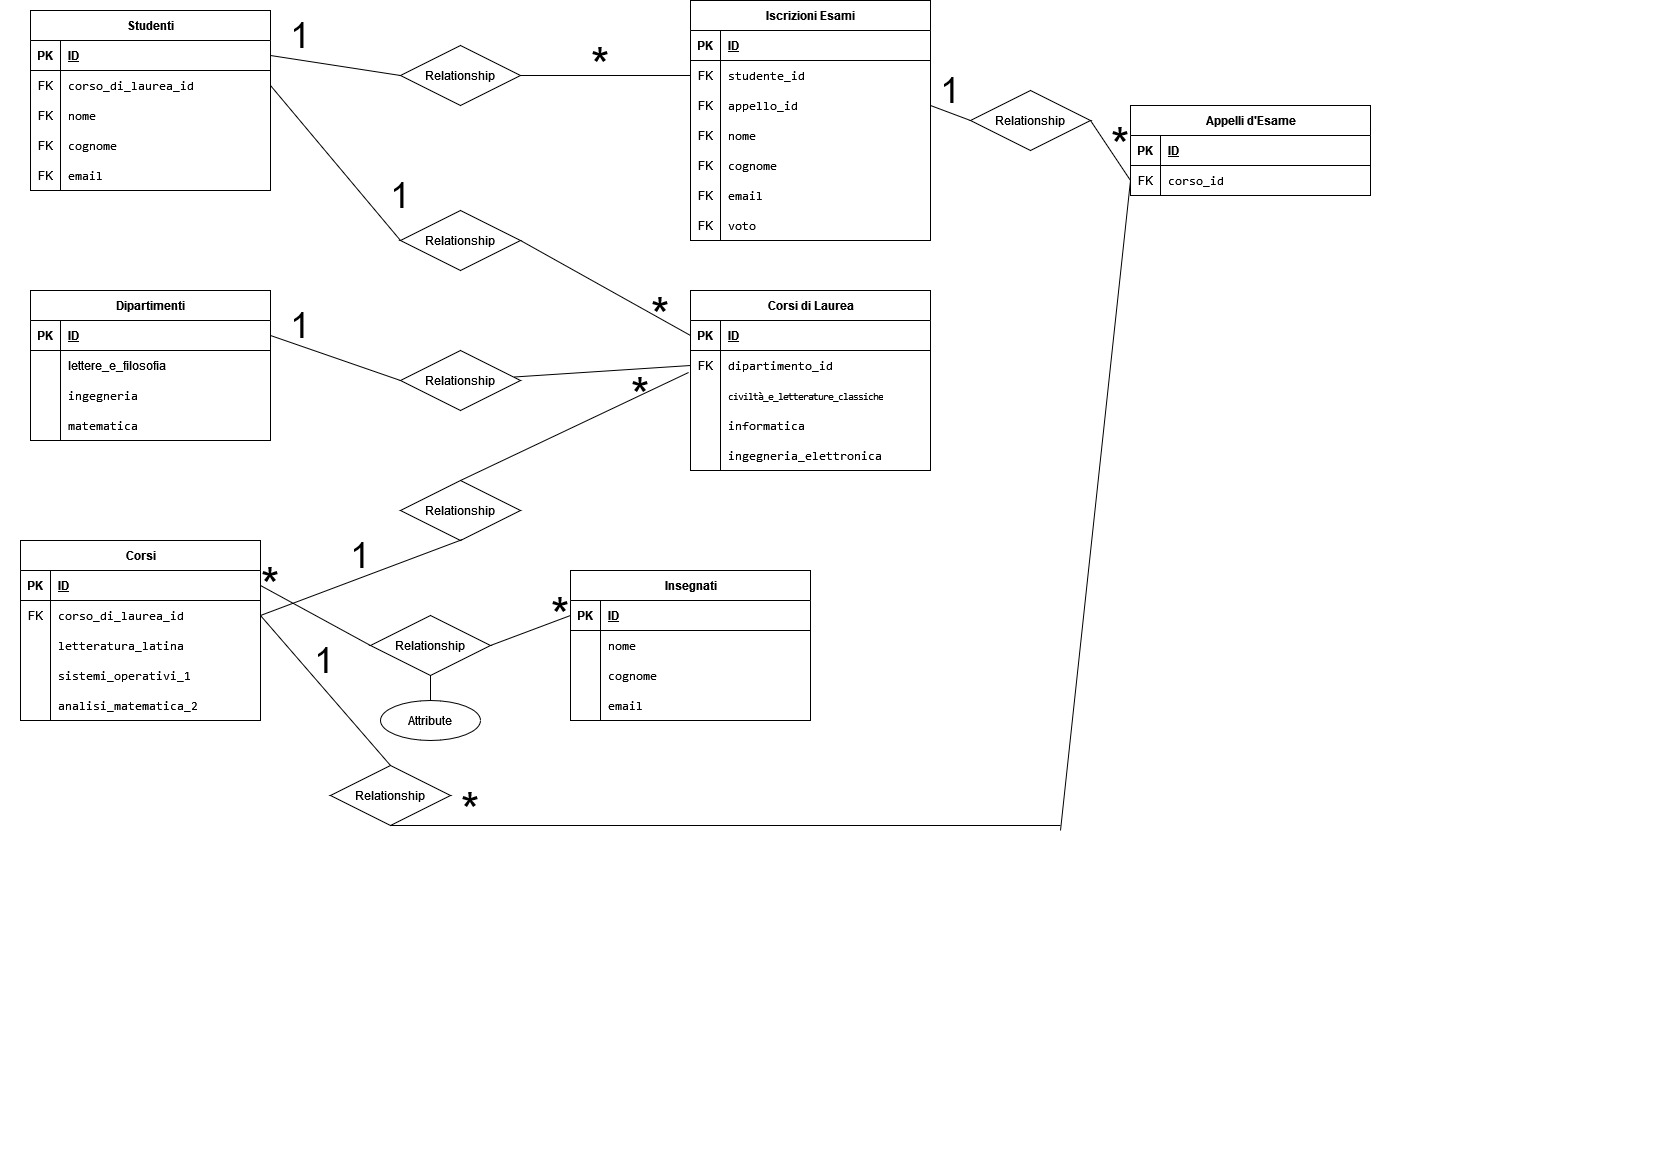 Studenti
PK ID
FK corso_di_laurea_id
FK nome
FK cognome
FK email
1
Relationship
*
Iscrizioni Esami
PK ID
FK studente_id
FK appello_id
FK nome
FK cognome
FK email
FK voto
1
Relationship
*
Appelli d'Esame
PK ID
FK corso_id
1
Relationship
*
Dipartimenti
PK ID
lettere_e_filosofia
ingegneria
matematica
1
Relationship
*
Corsi di Laurea
PK ID
FK dipartimento_id
civiltà_e_letterature_classiche
informatica
ingegneria_elettronica
Relationship
1
Corsi
PK ID
FK corso_di_laurea_id
letteratura_latina
sistemi_operativi_1
analisi_matematica_2
*
Relationship
Attribute
*
Insegnati
PK ID
nome
cognome
email
1
Relationship
*